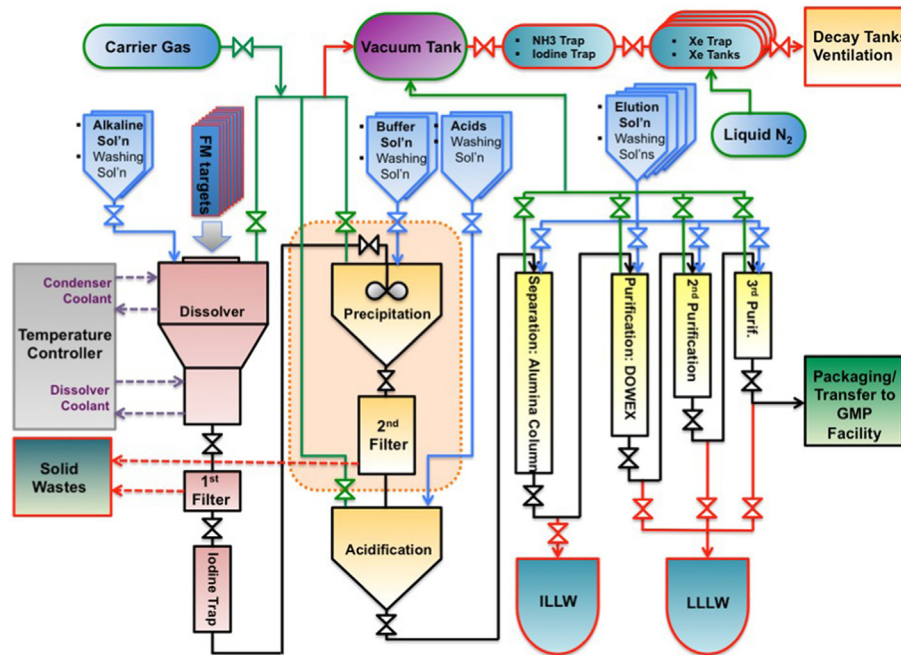 Carrier Gas
Vacuum Tank
▪ NH3 Trap
▪ Iodine Trap
▪ Xe Trap
▪ Xe Tanks
Decay Tanks
Ventilation
▪ Alkaline
Sol'n
▪ Washing
Sol'n
FM targets
▪ Buffer
Sol'n
▪ Washing
Sol'n
▪ Acids
▪ Washing
Sol'n
▪ Elution
Sol'n
▪ Washing
Sol'ns
Liquid N₂
Condenser
Coolant
Temperature
Controller
Dissolver
Coolant
Dissolver
Precipitation
2nd
Filter
Solid
Wastes
1st
Filter
Iodine Trap
Acidification
Separation: Alumina Column
Purification: DOWEX
2nd Purification
3rd Purif.
Packaging/
Transfer to
GMP
Facility
ILLW
LLLW